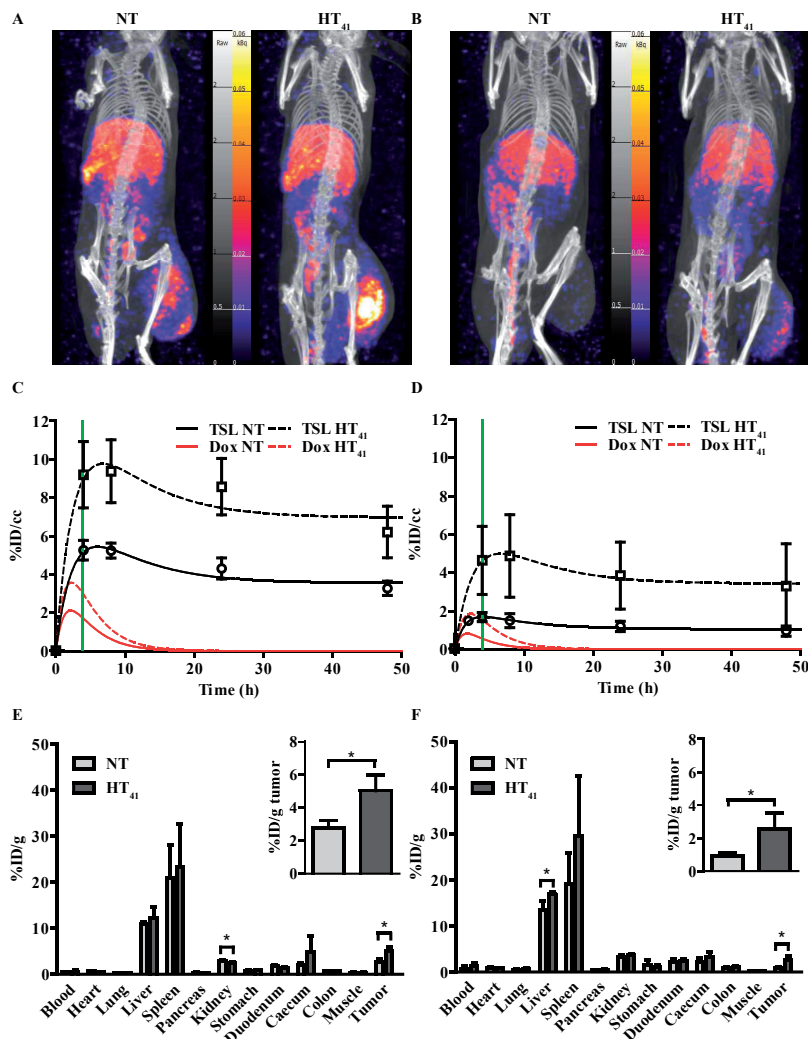 A NT HT41 B NT HT41
Raw kBq Raw kBq
0.06 0.06
0.05 0.05
2 2
0.04 0.04
0.03 0.03
1 1
0.02 0.02
.5 .5
0.01 0.01
0 0 0 0
C D
12 12
TSL NT TSL HT41 TSL NT TSL HT41
Dox NT Dox HT41 Dox NT Dox HT41
10 10
8 8
%ID/cc %ID/cc
6 6
4 4
2 2
0 0
0 10 20 30 40 50 0 10 20 30 40 50
Time (h) Time (h)
E F
50 50
NT NT
HT41 HT41
40 40
30 30
%ID/g %ID/g
20 20
10 10
0 0
8 8
6 6
%ID/g tumor %ID/g tumor
4 4
2 2
0 0
* *
* * * *
Blood Heart Lung Liver Spleen Pancreas Kidney Stomach Duodenum Caecum Colon Muscle Tumor
Blood Heart Lung Liver Spleen Pancreas Kidney Stomach Duodenum Caecum Colon Muscle Tumor